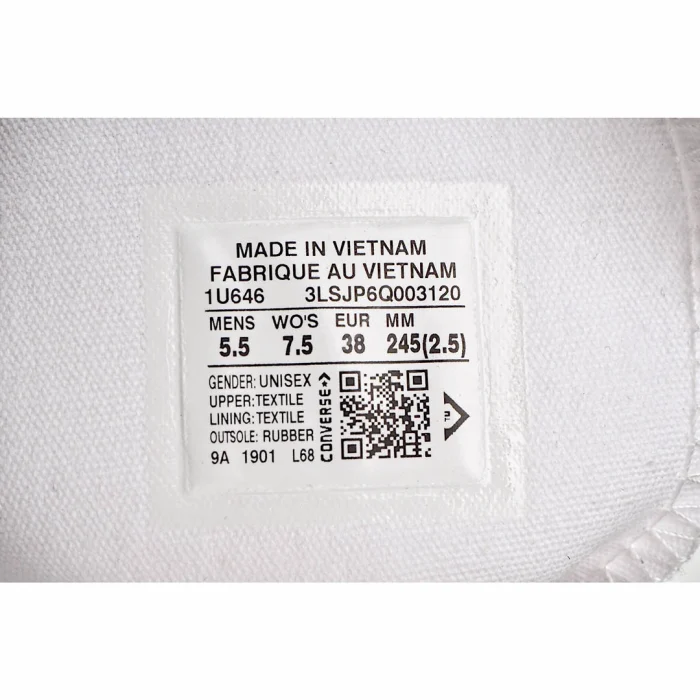 MADE IN VIETNAM
FABRIQUE AU VIETNAM
1U646 3LSJP6Q003120
MENS WO'S EUR MM
5.5 7.5 38 245(2.5)
GENDER: UNISEX
UPPER: TEXTILE
LINING: TEXTILE
OUTSOLE: RUBBER
9A 1901 L68
CONVERSE